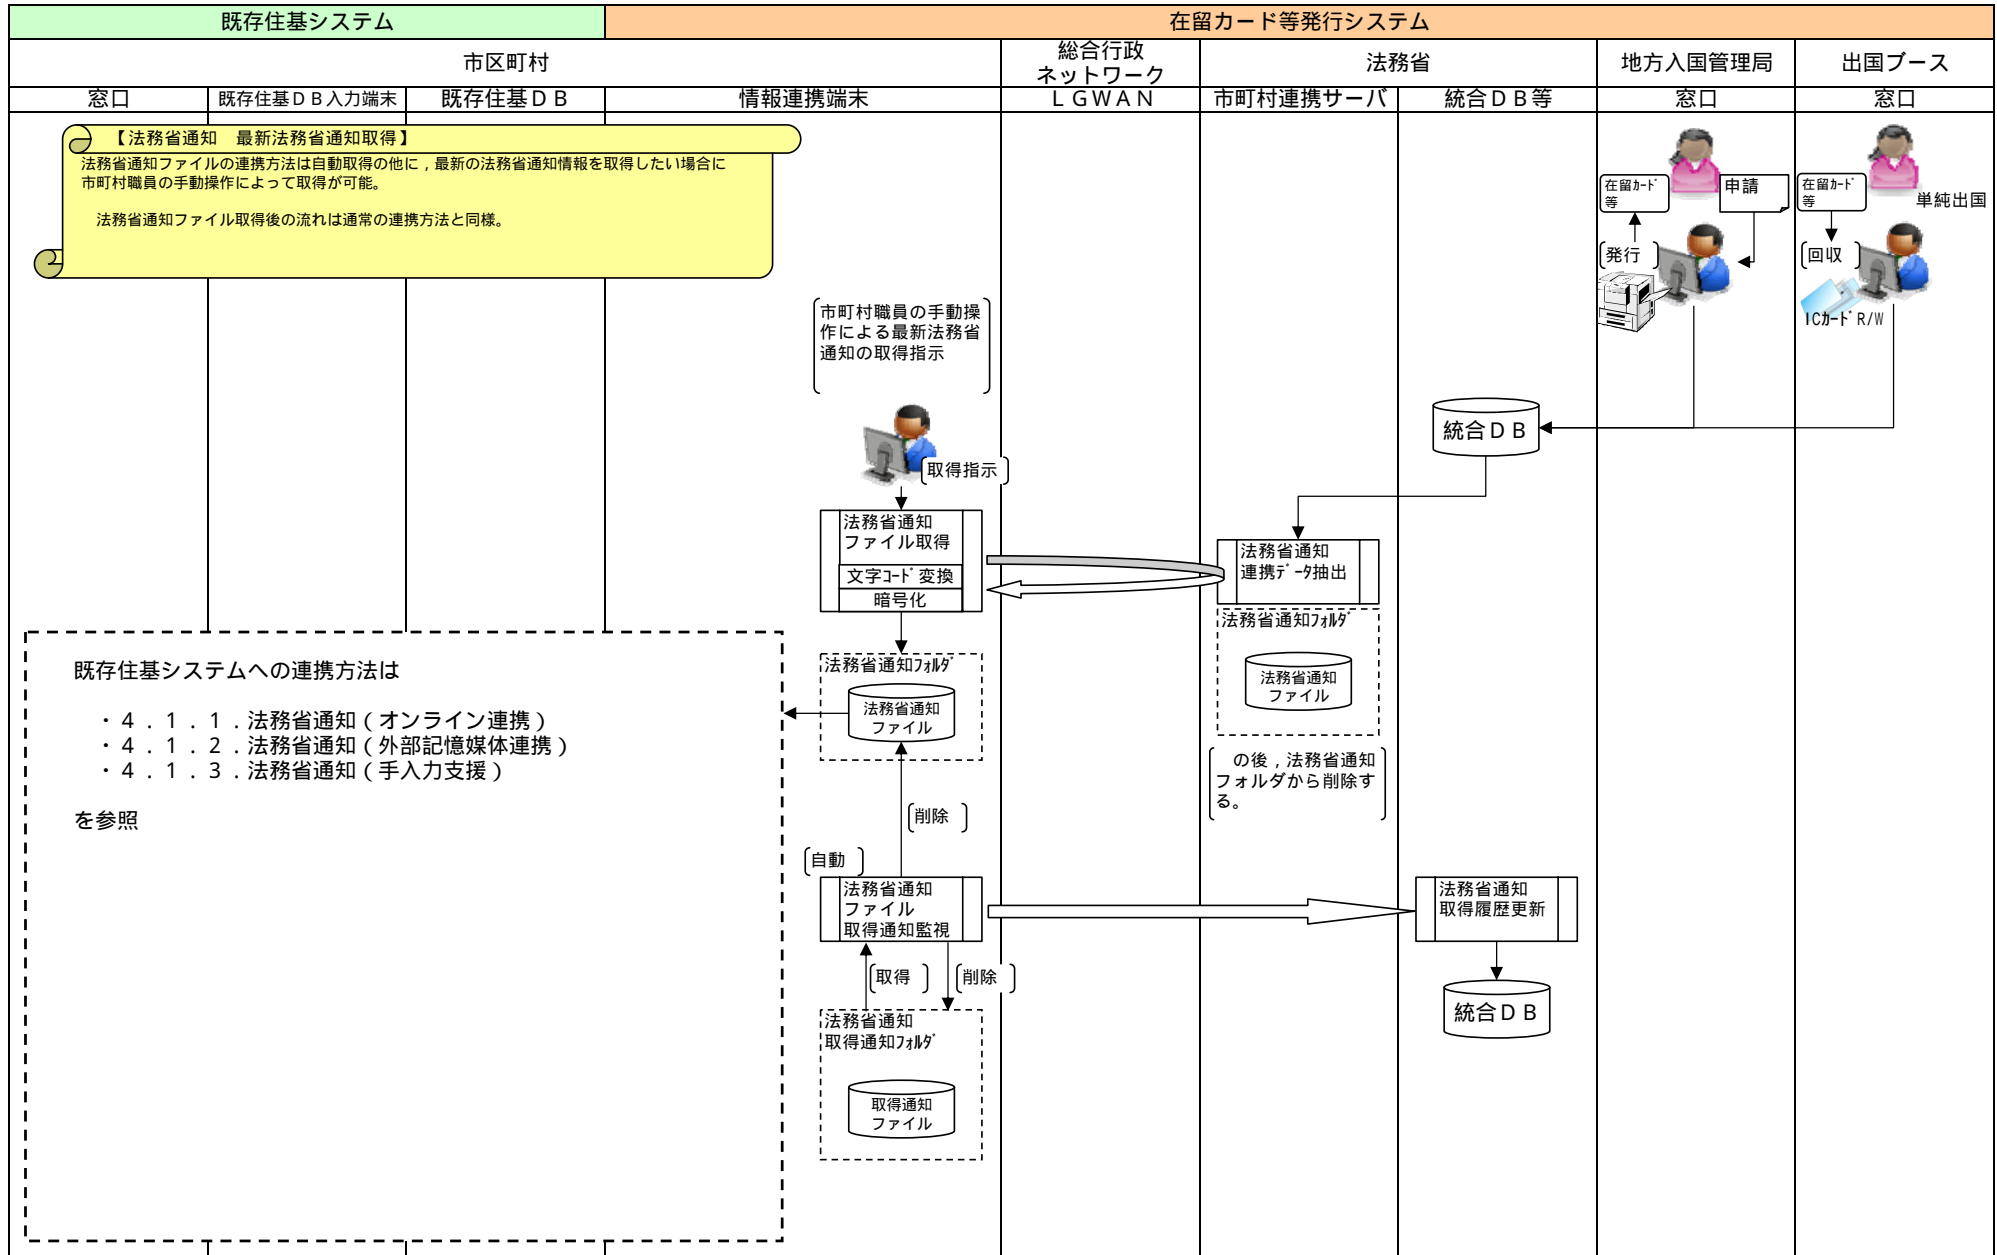 既存住基システム
在留カード等発行システム
市区町村
総合行政
ネットワーク
法務省
地方入国管理局
出国ブース
窓口
既存住基ＤＢ入力端末
既存住基ＤＢ
情報連携端末
ＬＧＷＡＮ
市町村連携サーバ
統合ＤＢ等
窓口
窓口
【法務省通知　最新法務省通知取得】
法務省通知ファイルの連携方法は自動取得の他に，最新の法務省通知情報を取得したい場合に
市町村職員の手動操作によって取得が可能。
法務省通知ファイル取得後の流れは通常の連携方法と同様。
在留ｶｰﾄﾞ
等
申請
発行
在留ｶｰﾄﾞ
等
単純出国
回収
ICｶｰﾄﾞR/W
市町村職員の手動操
作による最新法務省
通知の取得指示
取得指示
統合ＤＢ
法務省通知
ファイル取得
文字ｺｰﾄﾞ変換
暗号化
法務省通知
連携ﾃﾞｰﾀ抽出
法務省通知ﾌｫﾙﾀﾞ
法務省通知
ファイル
の後，法務省通知
フォルダから削除す
る。
法務省通知ﾌｫﾙﾀﾞ
法務省通知
ファイル
既存住基システムへの連携方法は
・４．１．１．法務省通知（オンライン連携）
・４．１．２．法務省通知（外部記憶媒体連携）
・４．１．３．法務省通知（手入力支援）
を参照
削除
自動
法務省通知
ファイル
取得通知監視
法務省通知
取得履歴更新
取得
削除
統合ＤＢ
法務省通知
取得通知ﾌｫﾙﾀﾞ
取得通知
ファイル